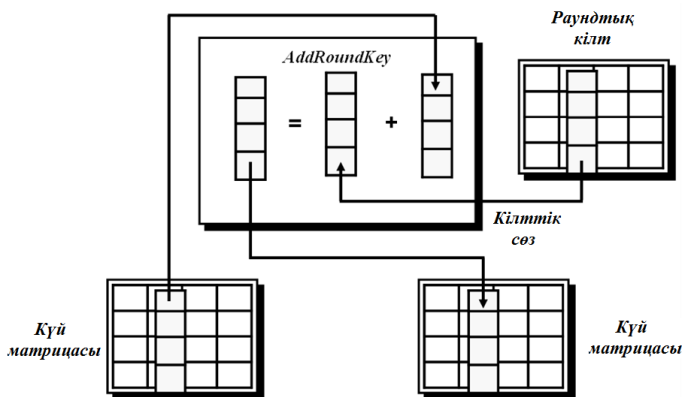 Раундтық
кілт
AddRoundKey
=
+
Кілттік
сөз
Күй
матрицасы
Күй
матрицасы